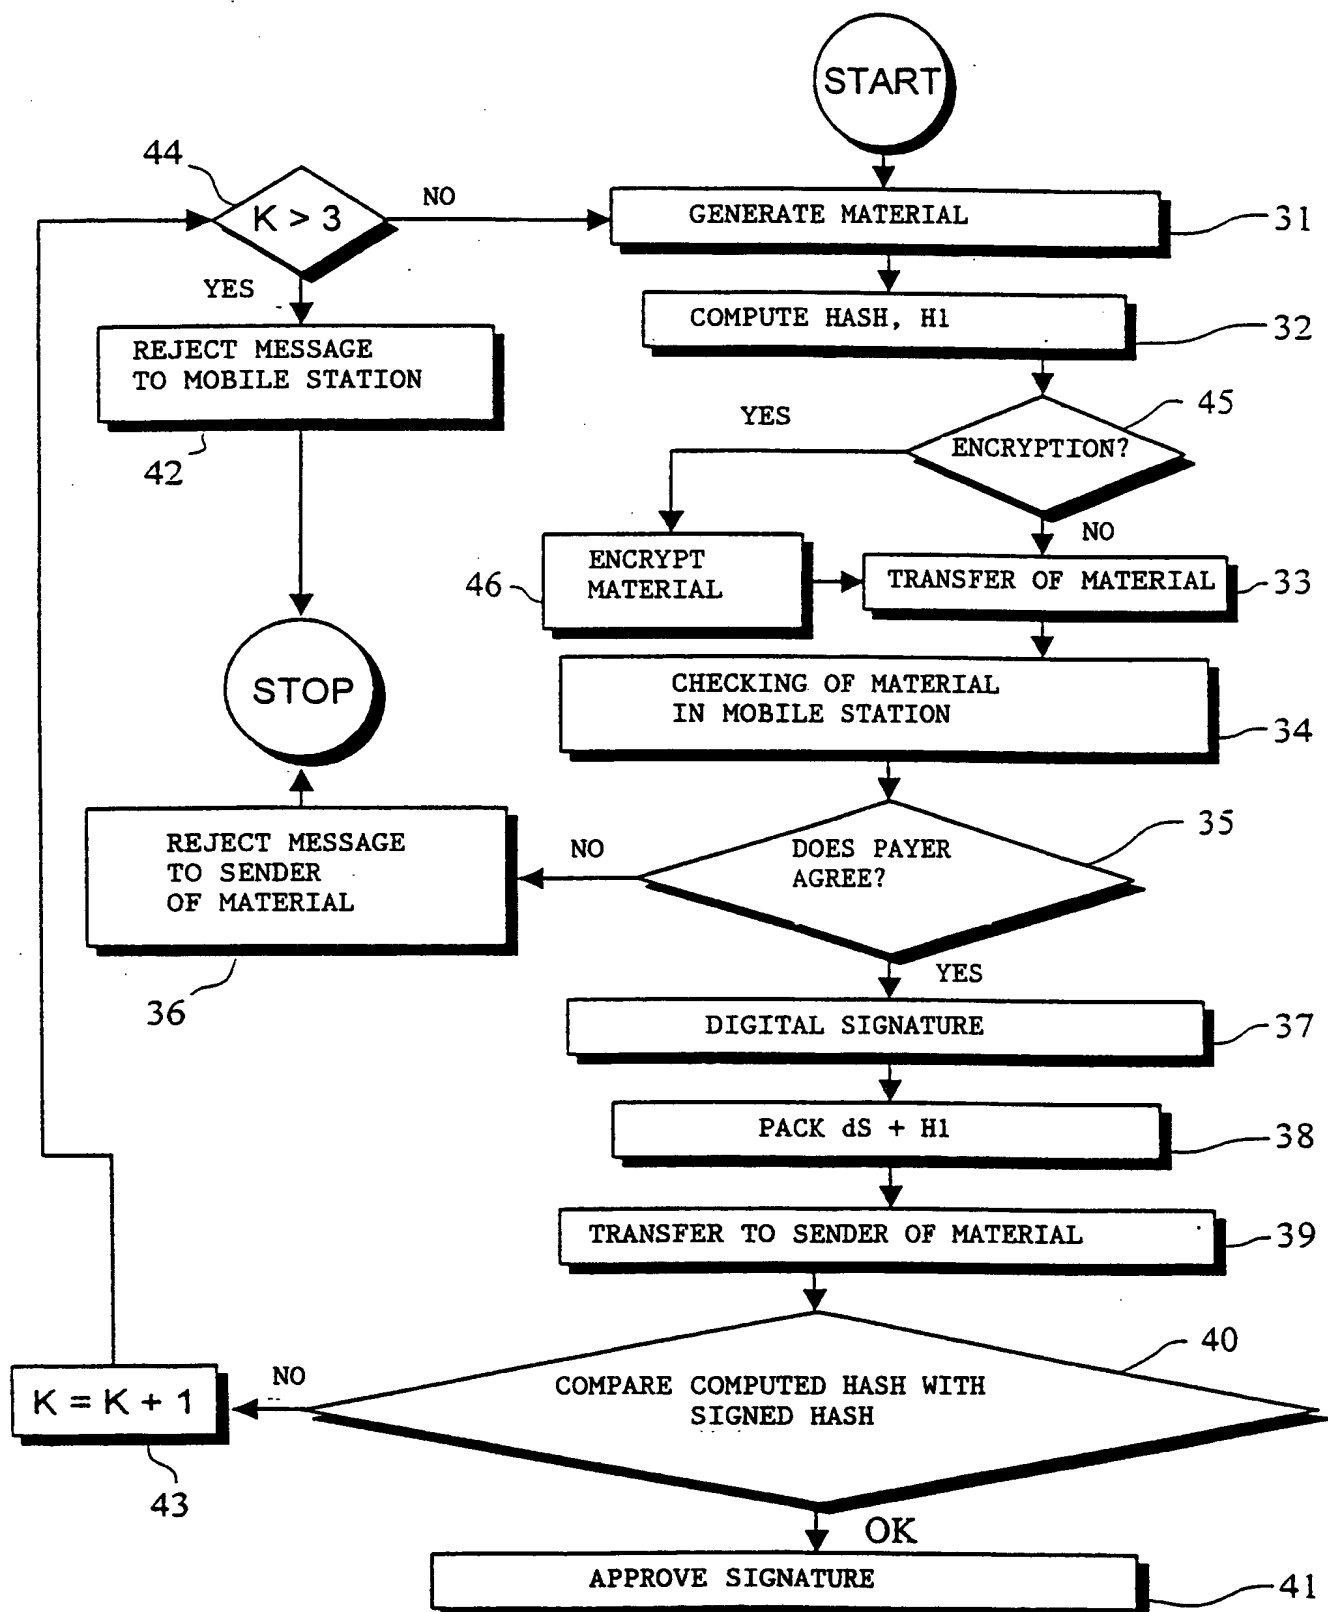 START
44
K > 3
NO
GENERATE MATERIAL
31
YES
COMPUTE HASH, H1
32
REJECT MESSAGE
TO MOBILE STATION
42
YES
45
ENCRYPTION?
NO
46
ENCRYPT
MATERIAL
TRANSFER OF MATERIAL
33
STOP
CHECKING OF MATERIAL
IN MOBILE STATION
34
REJECT MESSAGE
TO SENDER
OF MATERIAL
36
NO
DOES PAYER
AGREE?
35
YES
DIGITAL SIGNATURE
37
PACK dS + H1
38
TRANSFER TO SENDER OF MATERIAL
39
K = K + 1
43
NO
COMPARE COMPUTED HASH WITH
SIGNED HASH
40
OK
APPROVE SIGNATURE
41